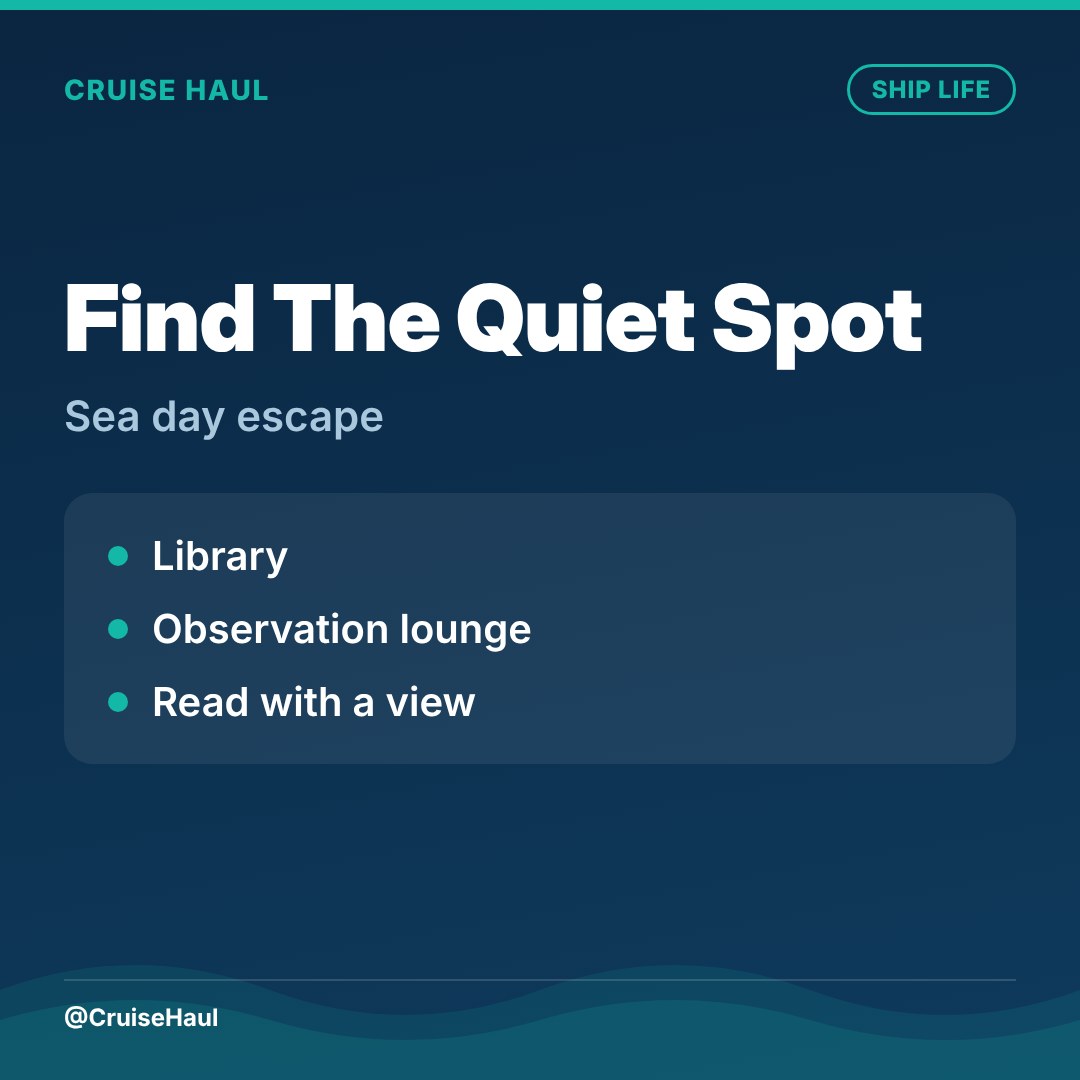 CRUISE HAUL
SHIP LIFE
Find The Quiet Spot
Sea day escape
Library
Observation lounge
Read with a view
@CruiseHaul